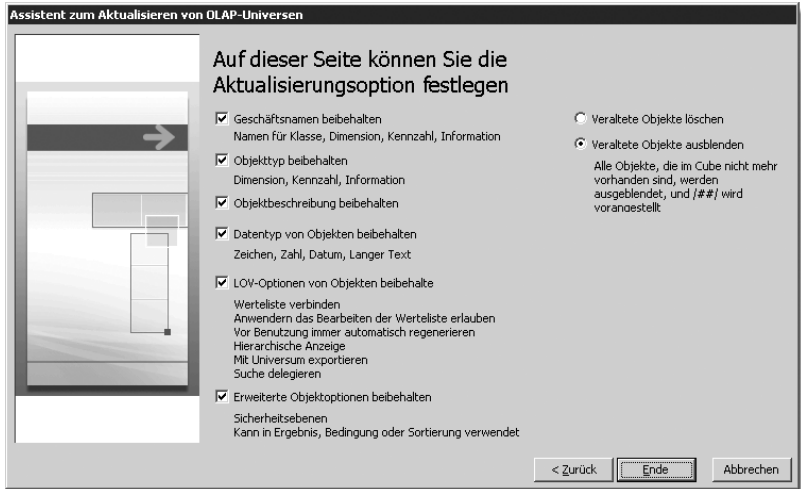 Assistent zum Aktualisieren von OLAP-Universen
Auf dieser Seite können Sie die
Aktualisierungsoption festlegen
Geschäftsnamen beibehalten
Namen für Klasse, Dimension, Kennzahl, Information
Objekttyp beibehalten
Dimension, Kennzahl, Information
Objektbeschreibung beibehalten
Datentyp von Objekten beibehalten
Zeichen, Zahl, Datum, Langer Text
LOV-Optionen von Objekten beibehalte
Werteliste verbinden
Anwendern das Bearbeiten der Werteliste erlauben
Vor Benutzung immer automatisch regenerieren
Hierarchische Anzeige
Mit Universum exportieren
Suche delegieren
Erweiterte Objektoptionen beibehalten
Sicherheitsebenen
Kann in Ergebnis, Bedingung oder Sortierung verwendet
Veraltete Objekte löschen
Veraltete Objekte ausblenden
Alle Objekte, die im Cube nicht mehr
vorhanden sind, werden
ausgeblendet, und /##/ wird
vorangestellt
< Zurück
Ende
Abbrechen